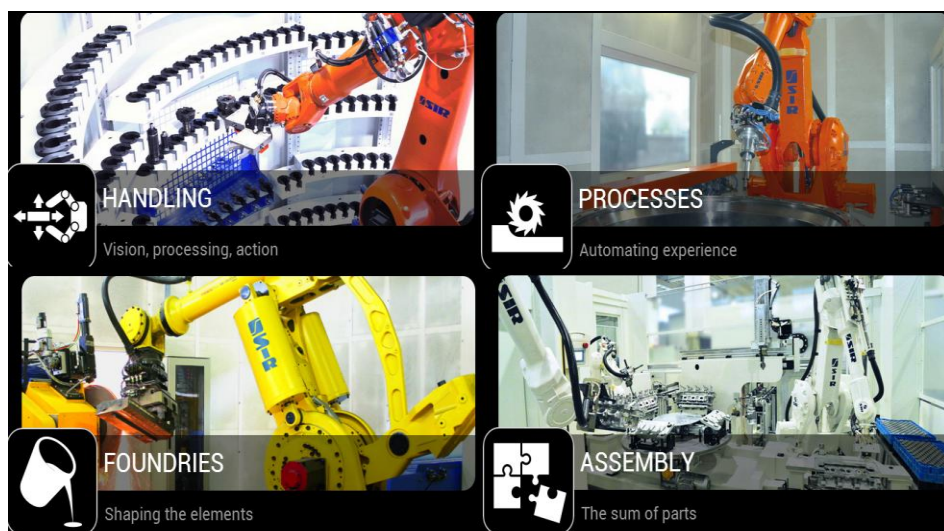 SIR
HANDLING
Vision, processing, action
SIR
PROCESSES
Automating experience
SIR
FOUNDRIES
Shaping the elements
SIR
SIR
ASSEMBLY
The sum of parts